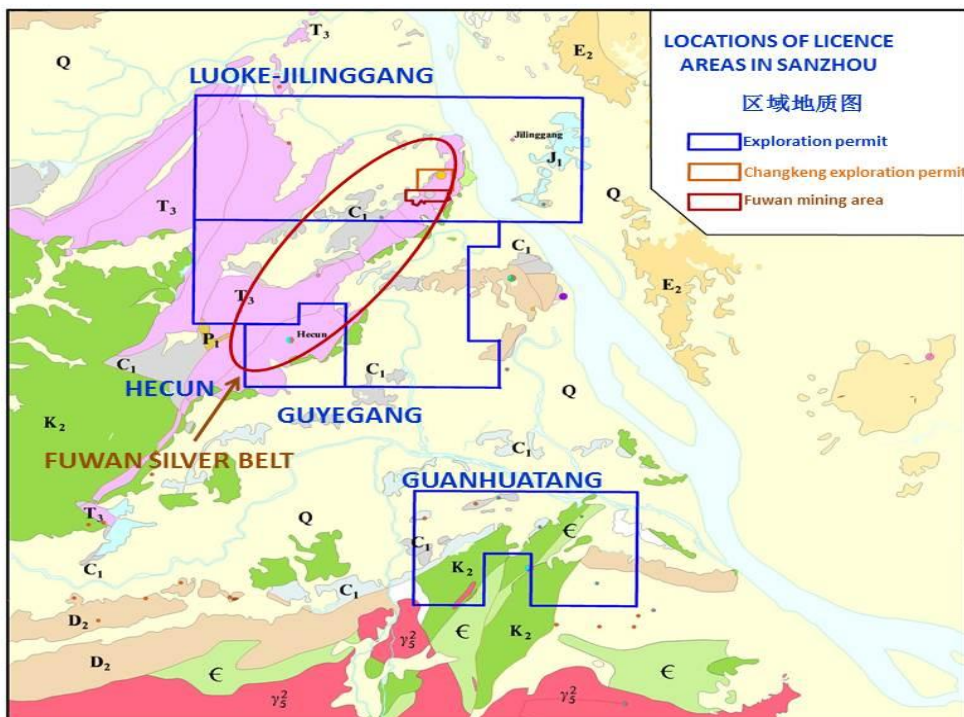 LOCATIONS OF LICENCE
AREAS IN SANZHOU
区域地质图
Exploration permit
Changkeng exploration permit
Fuwan mining area
T3
Q
E2
LUOKE-JILINGGANG
Jilinggang
J1
Q
T3
C1
C1
E2
T3
P1
Hecun
C1
C1
HECUN
Q
GUYEGANG
K2
FUWAN SILVER BELT
C1
GUANHUATANG
T3
Q
Є
C1
C1
K2
C1
D2
Є
K2
γ₅²
D2
Є
Є
γ₅²
γ₅²